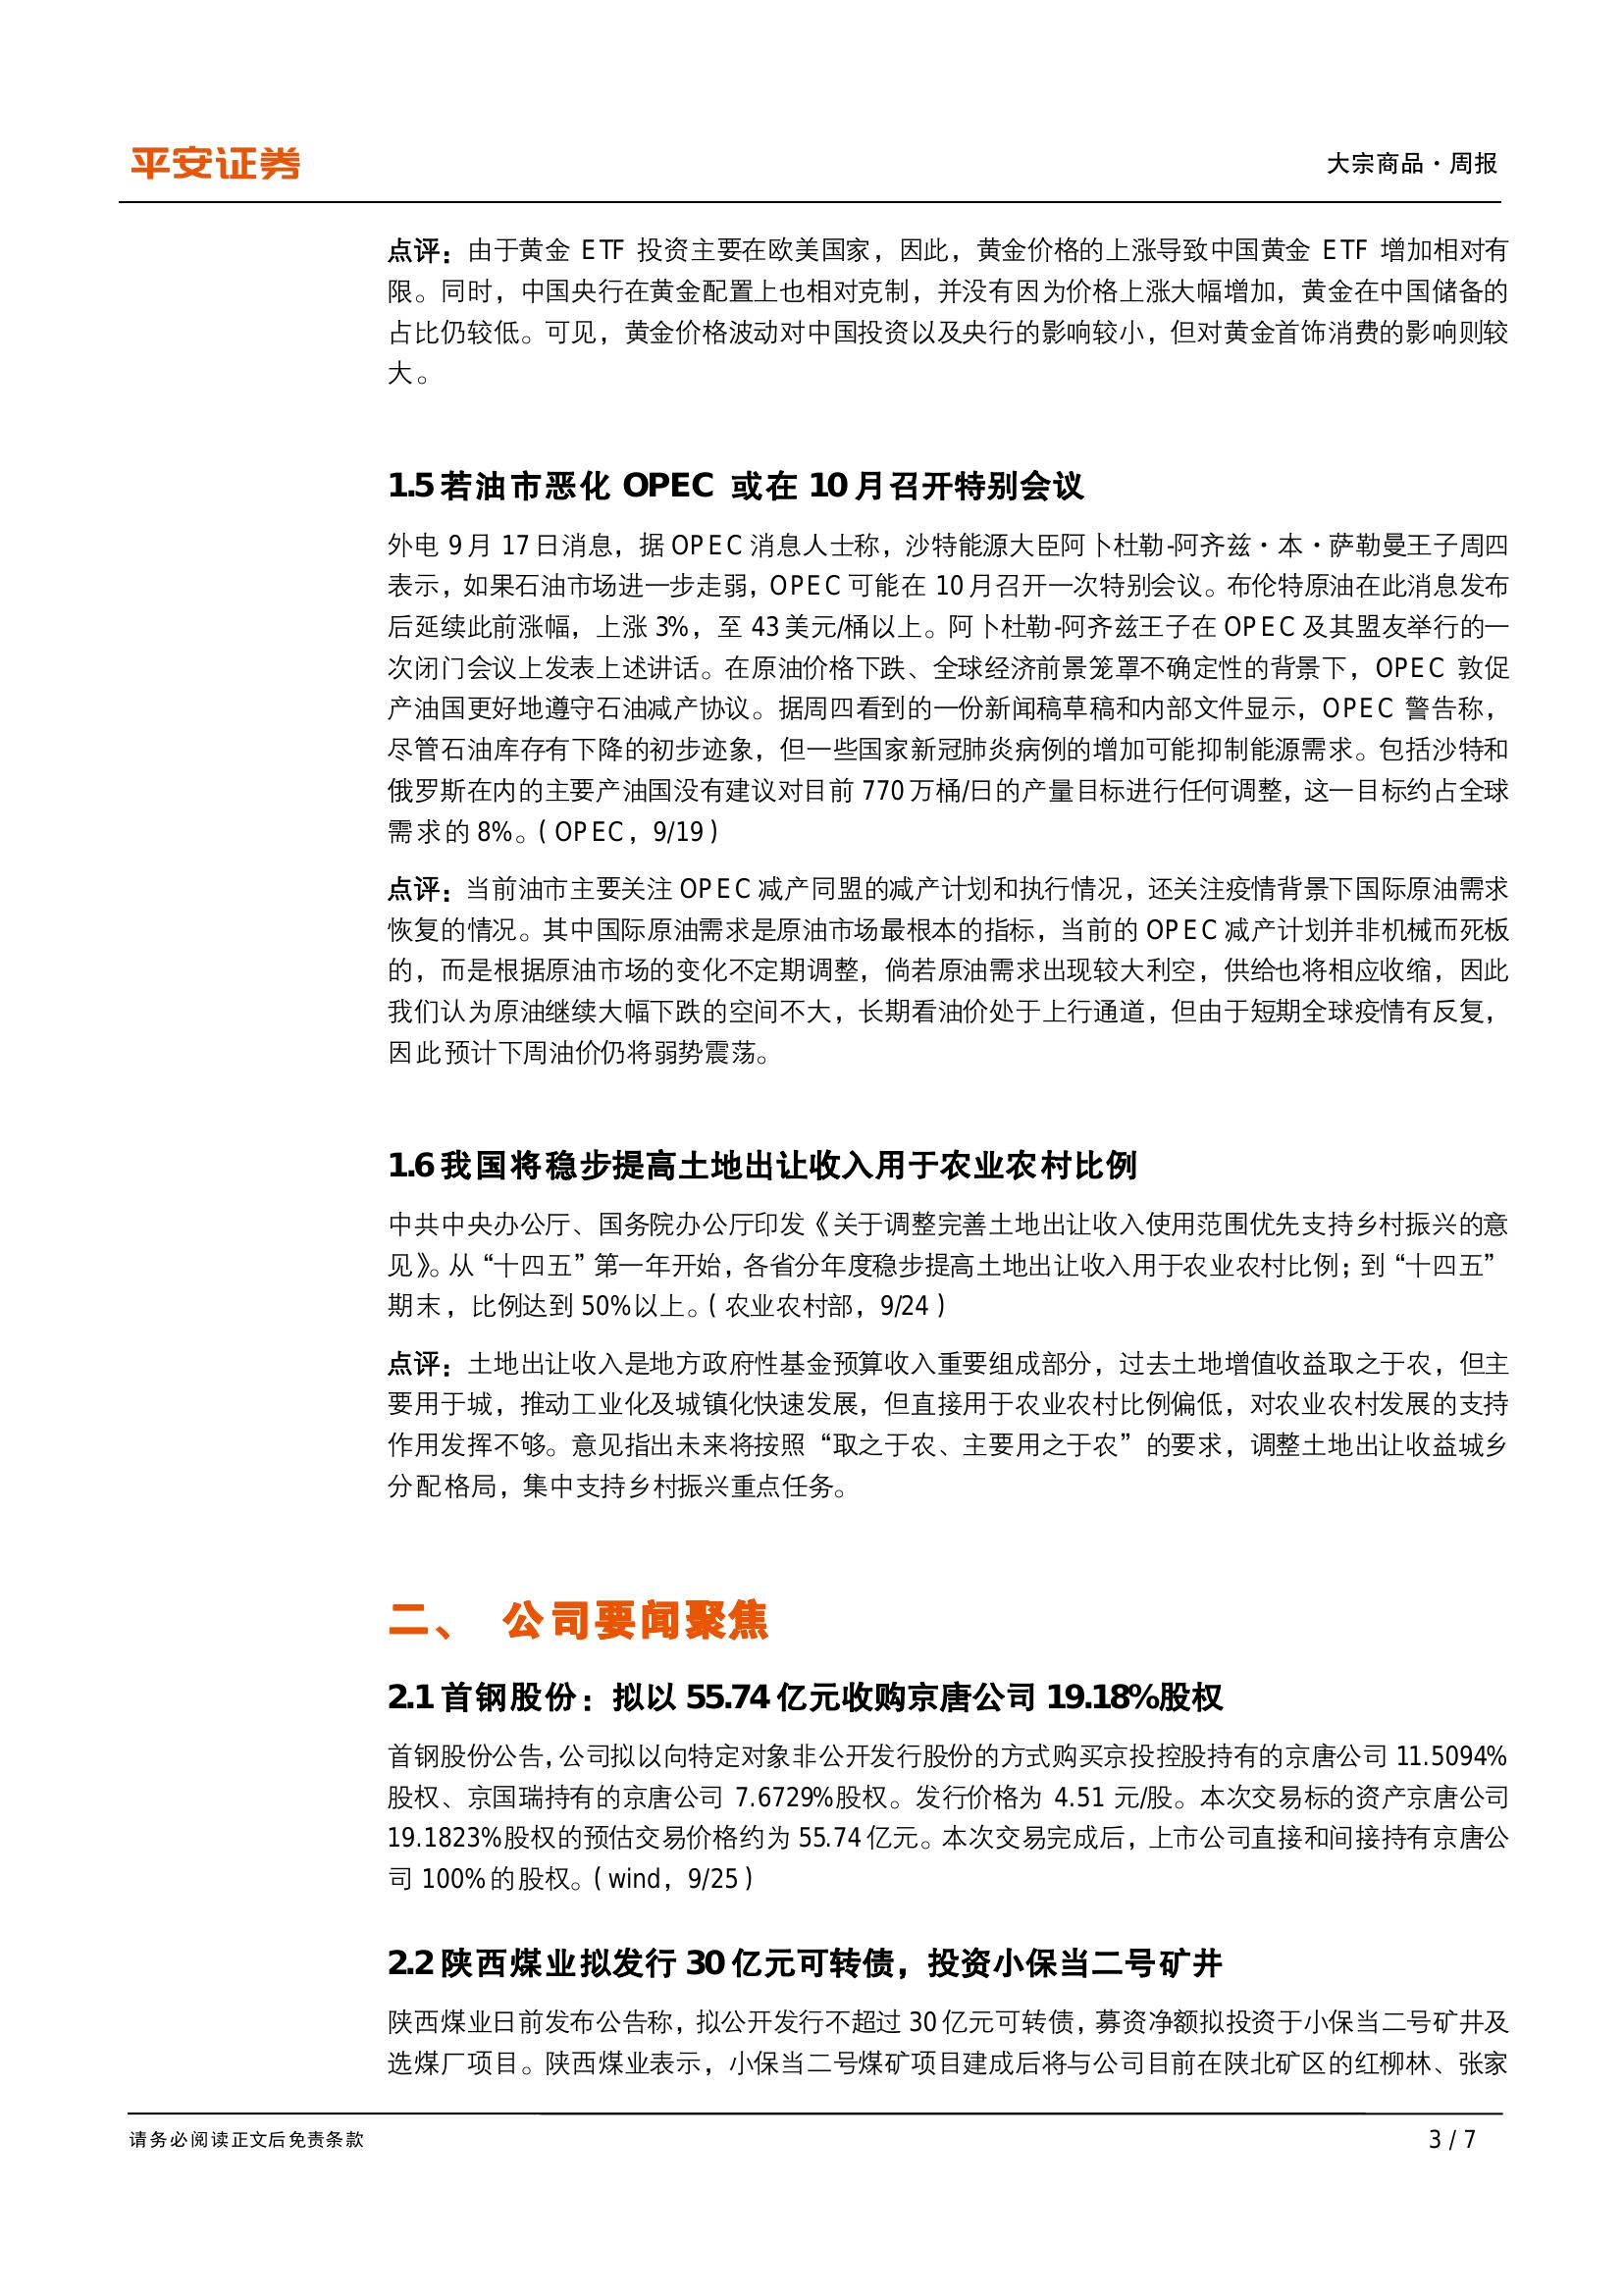 平安证券
大宗商品·周报
点评：由于黄金 ETF 投资主要在欧美国家，因此，黄金价格的上涨导致中国黄金 ETF 增加相对有
限。同时，中国央行在黄金配置上也相对克制，并没有因为价格上涨大幅增加，黄金在中国储备的
占比仍较低。可见，黄金价格波动对中国投资以及央行的影响较小，但对黄金首饰消费的影响则较
大。
1.5 若油市恶化 OPEC 或在 10 月召开特别会议
外电 9 月 17 日消息，据 OPEC 消息人士称，沙特能源大臣阿卜杜勒-阿齐兹·本·萨勒曼王子周四
表示，如果石油市场进一步走弱，OPEC 可能在 10 月召开一次特别会议。布伦特原油在此消息发布
后延续此前涨幅，上涨 3%，至 43 美元/桶以上。阿卜杜勒-阿齐兹王子在 OPEC 及其盟友举行的一
次闭门会议上发表上述讲话。在原油价格下跌、全球经济前景笼罩不确定性的背景下，OPEC 敦促
产油国更好地遵守石油减产协议。据周四看到的一份新闻稿草稿和内部文件显示，OPEC 警告称，
尽管石油库存有下降的初步迹象，但一些国家新冠肺炎病例的增加可能抑制能源需求。包括沙特和
俄罗斯在内的主要产油国没有建议对目前 770 万桶/日的产量目标进行任何调整，这一目标约占全球
需求的 8%。（OPEC，9/19）
点评：当前油市主要关注 OPEC 减产同盟的减产计划和执行情况，还关注疫情背景下国际原油需求
恢复的情况。其中国际原油需求是原油市场最根本的指标，当前的 OPEC 减产计划并非机械而死板
的，而是根据原油市场的变化不定期调整，倘若原油需求出现较大利空，供给也将相应收缩，因此
我们认为原油继续大幅下跌的空间不大，长期看油价处于上行通道，但由于短期全球疫情有反复，
因此预计下周油价仍将弱势震荡。
1.6 我国将稳步提高土地出让收入用于农业农村比例
中共中央办公厅、国务院办公厅印发《关于调整完善土地出让收入使用范围优先支持乡村振兴的意
见》。从“十四五”第一年开始，各省分年度稳步提高土地出让收入用于农业农村比例；到“十四五”
期末，比例达到 50%以上。（农业农村部，9/24）
点评：土地出让收入是地方政府性基金预算收入重要组成部分，过去土地增值收益取之于农，但主
要用于城，推动工业化及城镇化快速发展，但直接用于农业农村比例偏低，对农业农村发展的支持
作用发挥不够。意见指出未来将按照“取之于农、主要用之于农”的要求，调整土地出让收益城乡
分配格局，集中支持乡村振兴重点任务。
二、 公司要闻聚焦
2.1 首钢股份：拟以 55.74 亿元收购京唐公司 19.18%股权
首钢股份公告，公司拟以向特定对象非公开发行股份的方式购买京投控股持有的京唐公司 11.5094%
股权、京国瑞持有的京唐公司 7.6729%股权。发行价格为 4.51 元/股。本次交易标的资产京唐公司
19.1823%股权的预估交易价格约为 55.74 亿元。本次交易完成后，上市公司直接和间接持有京唐公
司 100%的股权。（wind，9/25）
2.2 陕西煤业拟发行 30 亿元可转债，投资小保当二号矿井
陕西煤业日前发布公告称，拟公开发行不超过 30 亿元可转债，募资净额拟投资于小保当二号矿井及
选煤厂项目。陕西煤业表示，小保当二号煤矿项目建成后将与公司目前在陕北矿区的红柳林、张家
请务必阅读正文后免责条款
3 / 7